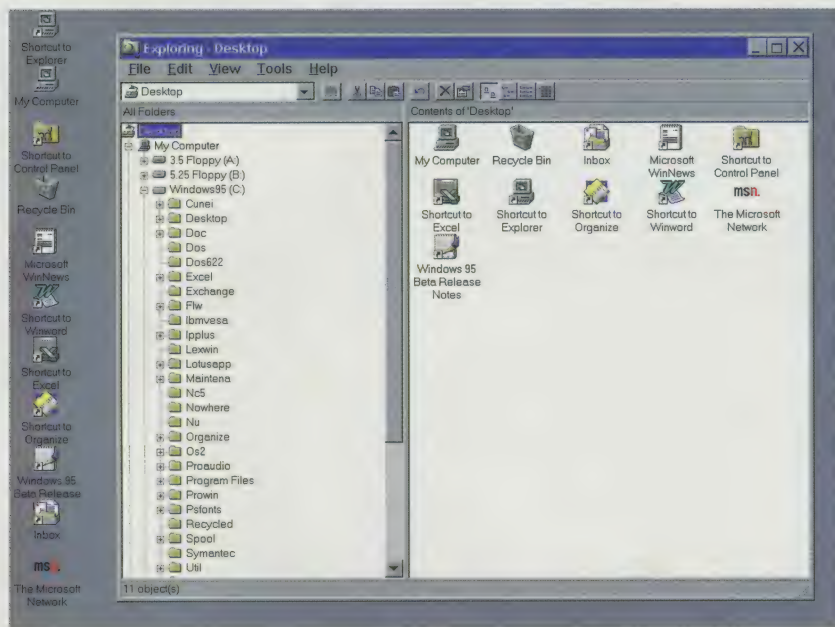 Shortcut to
Explorer
My Computer
Shortcut to
Control Panel
Recycle Bin
Microsoft
WinNews
Shortcut to
Winword
Shortcut to
Excel
Shortcut to
Organize
Windows 95
Beta Release
Inbox
msn.
The Microsoft
Network
Exploring - Desktop
File Edit View Tools Help
Desktop
All Folders
Contents of 'Desktop'
Desktop
My Computer
3.5 Floppy (A:)
5.25 Floppy (B:)
Windows95 (C:)
Cunei
Desktop
Doc
Dos
Dos622
Excel
Exchange
Flw
Ibmvesa
Ipplus
Lexwin
Lotusapp
Maintena
Nc5
Nowhere
Nu
Organize
Os2
Proaudio
Program Files
Prowin
Psfonts
Recycled
Spool
Symantec
Util
My Computer
Recycle Bin
Inbox
Microsoft
WinNews
Shortcut to
Control Panel
Shortcut to
Excel
Shortcut to
Explorer
Shortcut to
Organize
Shortcut to
Winword
msn.
The Microsoft
Network
Windows 95
Beta Release
Notes
11 object(s)